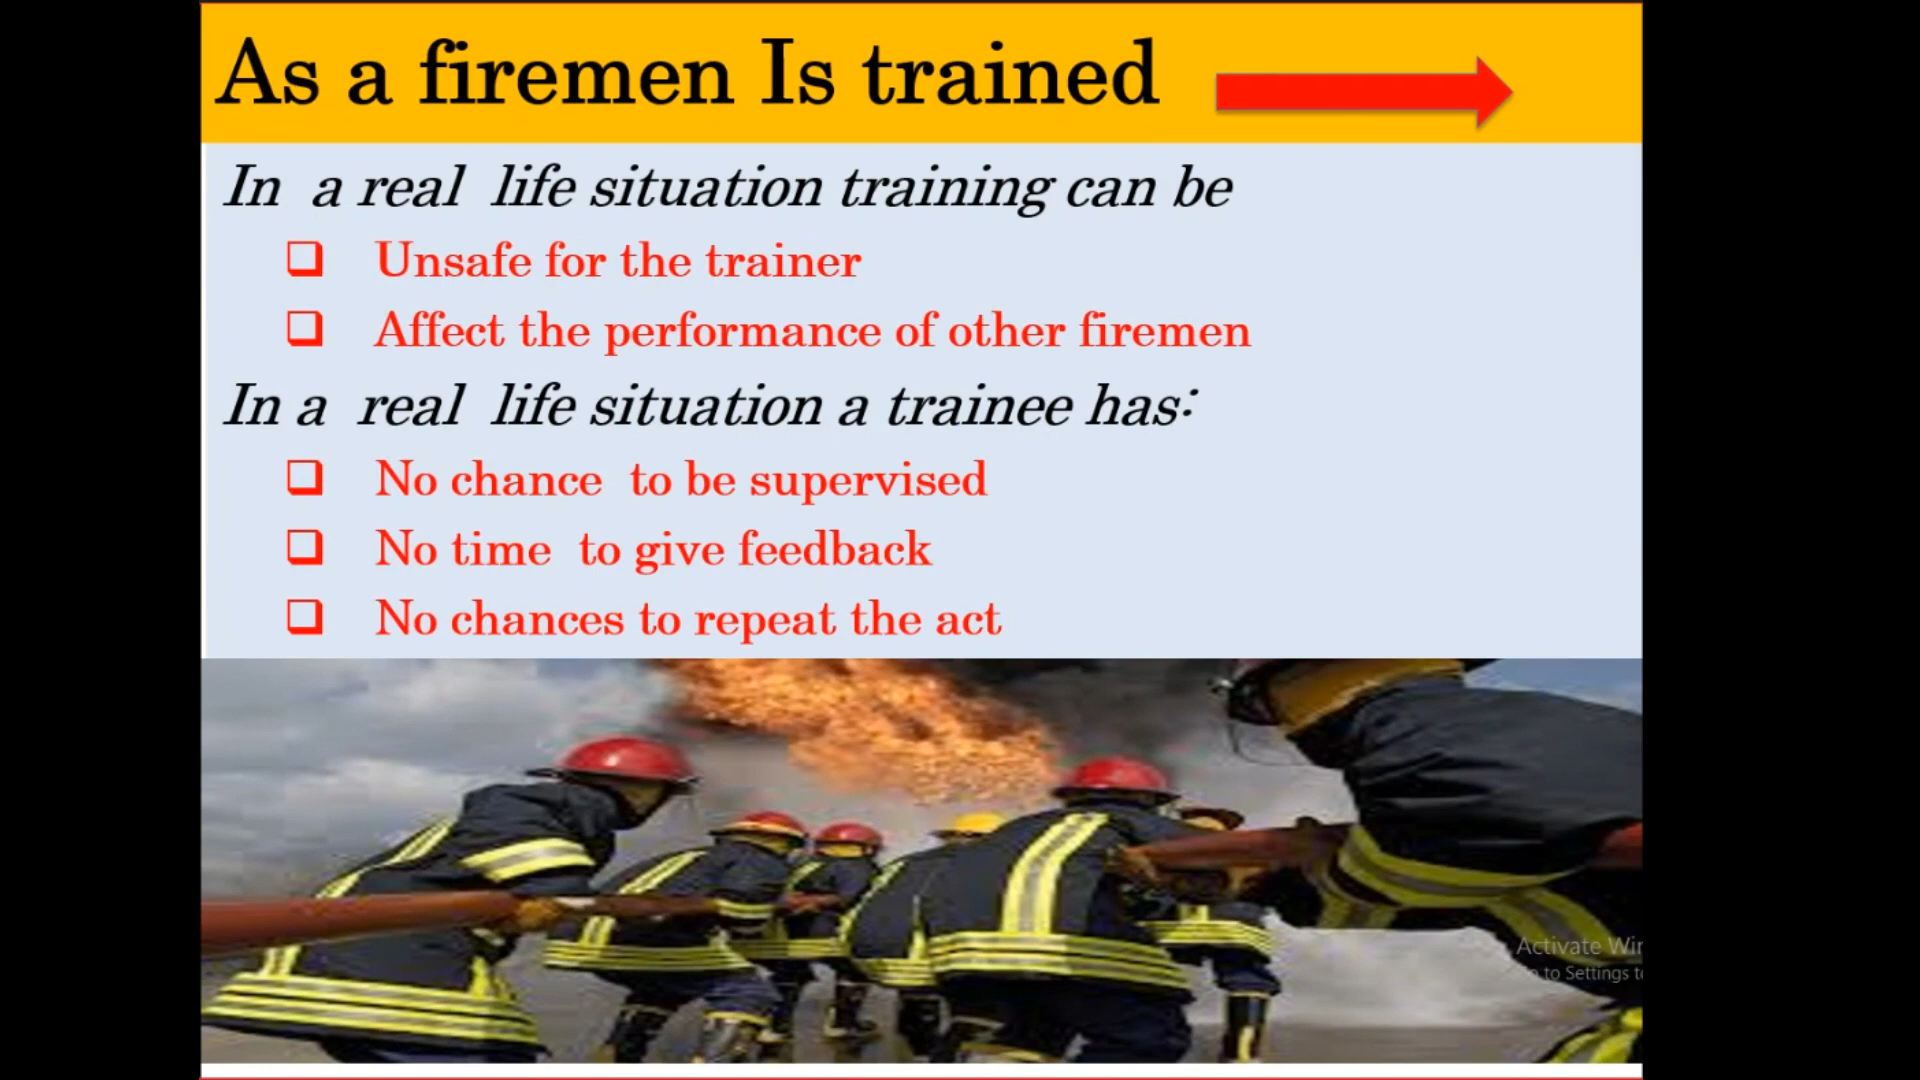 As a firemen Is trained
In a real life situation training can be
❑ Unsafe for the trainer
❑ Affect the performance of other firemen
In a real life situation a trainee has:
❑ No chance to be supervised
❑ No time to give feedback
❑ No chances to repeat the act
Activate
to Settings